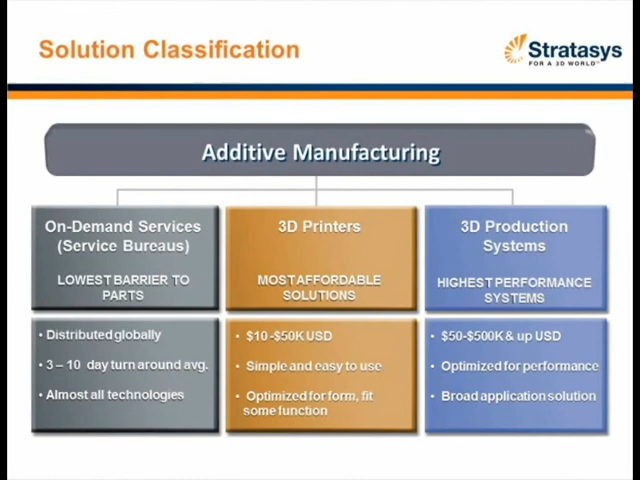 Solution Classification
Stratasys
FOR A 3D WORLD™
Additive Manufacturing
On-Demand Services
(Service Bureaus)
LOWEST BARRIER TO
PARTS
• Distributed globally
• 3 – 10 day turn around avg.
• Almost all technologies
3D Printers
MOST AFFORDABLE
SOLUTIONS
• $10 -$50K USD
• Simple and easy to use
• Optimized for form, fit
some function
3D Production
Systems
HIGHEST PERFORMANCE
SYSTEMS
• $50-$500K & up USD
• Optimized for performance
• Broad application solution